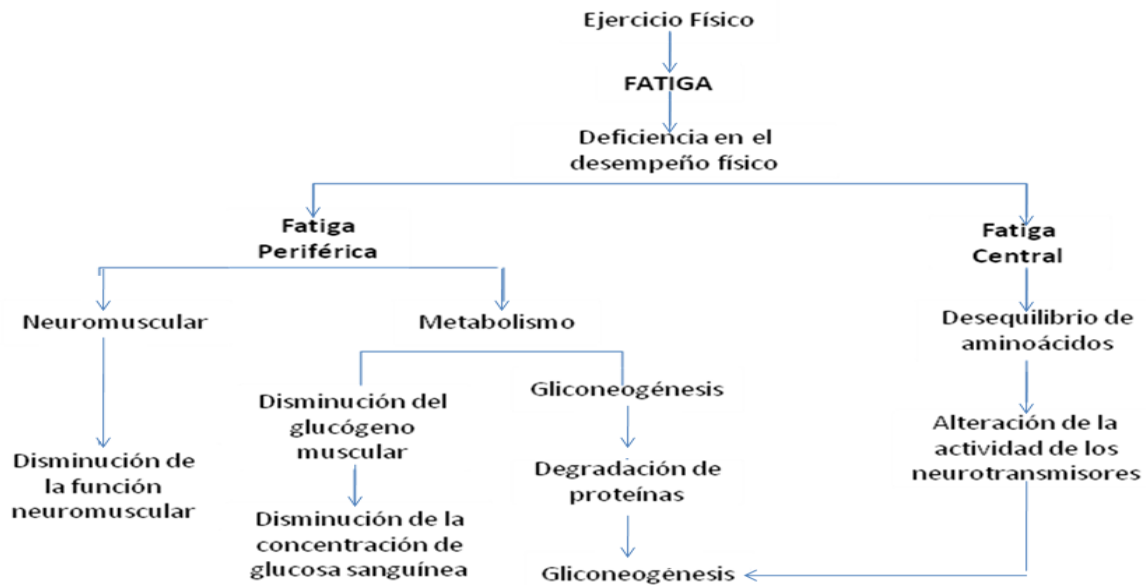 Ejercicio Físico
FATIGA
Deficiencia en el
desempeño físico
Fatiga
Periférica
Fatiga
Central
Neuromuscular
Metabolismo
Desequilibrio de
aminoácidos
Disminución del
glucógeno
muscular
Gliconeogénesis
Alteración de la
actividad de los
neurotransmisores
Disminución de
la función
neuromuscular
Degradación de
proteínas
Disminución de la
concentración de
glucosa sanguínea
Gliconeogénesis